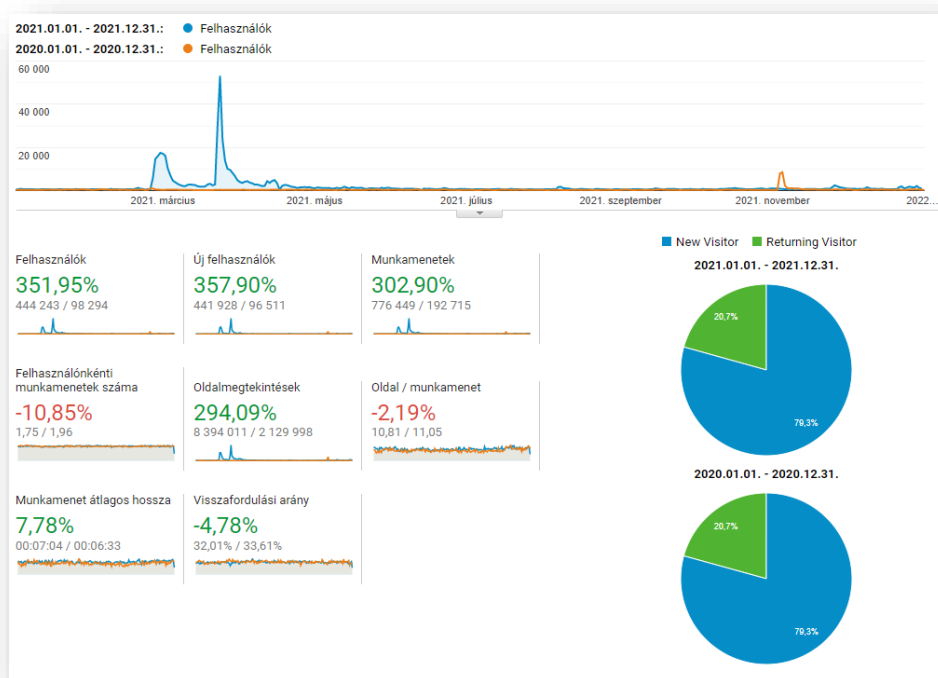 2021.01.01. - 2021.12.31.: Felhasználók
2020.01.01. - 2020.12.31.: Felhasználók
60 000
40 000
20 000
2021. március
2021. május
2021. július
2021. szeptember
2021. november
2022...
Felhasználók
351,95%
444 243 / 98 294
Új felhasználók
357,90%
441 928 / 96 511
Munkamenetek
302,90%
776 449 / 192 715
Felhasználónkénti
munkamenetek száma
-10,85%
1,75 / 1,96
Oldalmegtekintések
294,09%
8 394 011 / 2 129 998
Oldal / munkamenet
-2,19%
10,81 / 11,05
Munkamenet átlagos hossza
7,78%
00:07:04 / 00:06:33
Visszafordulási arány
-4,78%
32,01% / 33,61%
New Visitor Returning Visitor
2021.01.01. - 2021.12.31.
20,7%
79,3%
2020.01.01. - 2020.12.31.
20,7%
79,3%